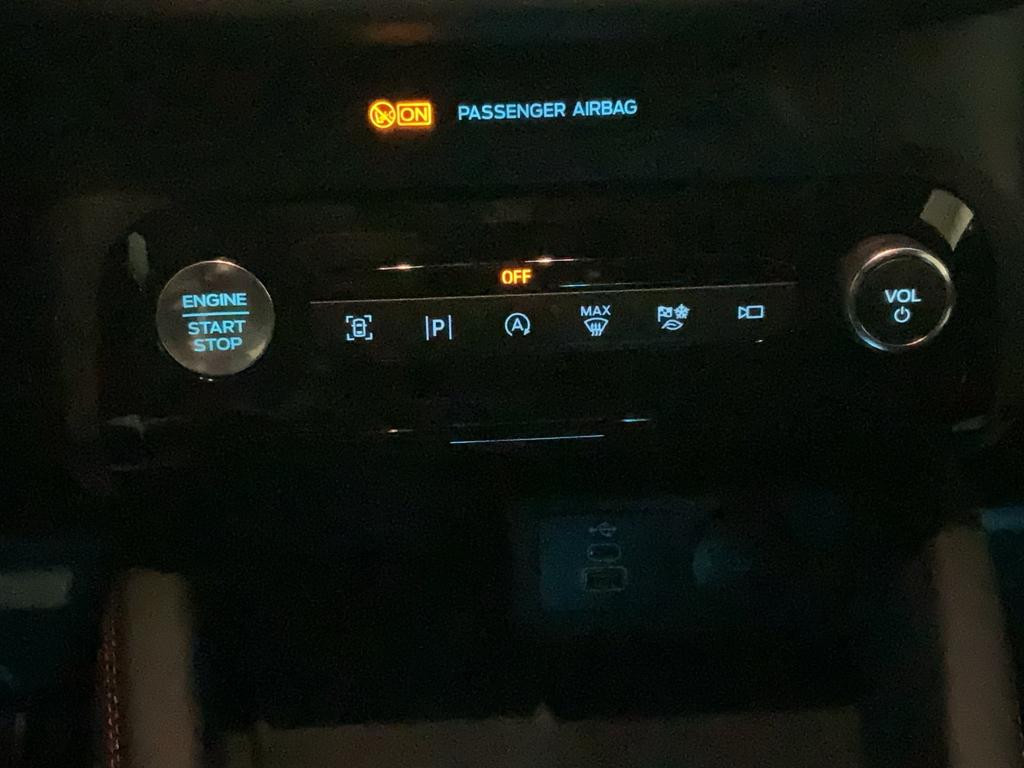 ON PASSENGER AIRBAG
OFF
ENGINE
START
STOP
P
A
MAX
VOL